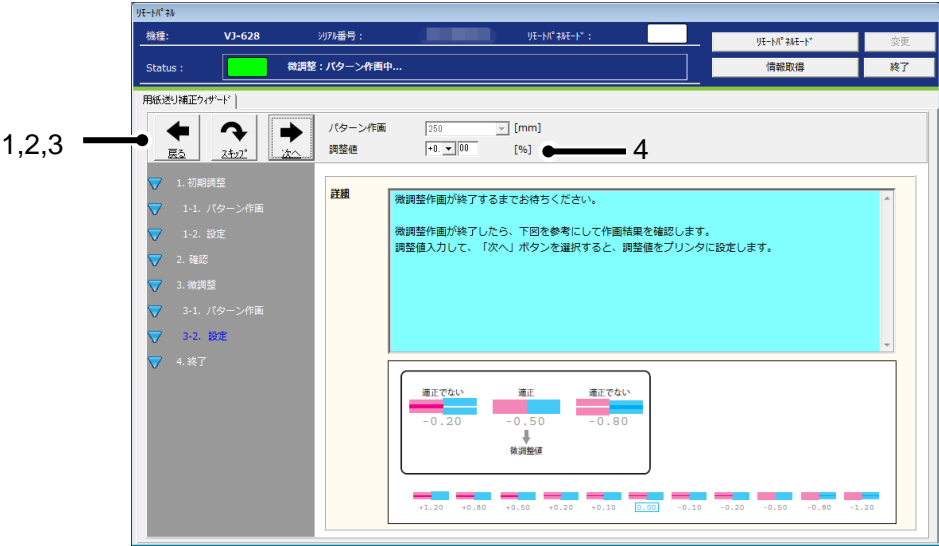 リモートパネル
機種: VJ-628 シリアル番号: リモートパネルモード:
リモートパネルモード 変更
Status: 微調整:パターン作画中...
情報取得 終了
用紙送り補正ウィザード
1,2,3
戻る スキップ 次へ
パターン作画 250 [mm]
調整値 +0. 00 [%]
4
1. 初期調整
1-1. パターン作画
1-2. 設定
2. 確認
3. 微調整
3-1. パターン作画
3-2. 設定
4. 終了
詳細
微調整作画が終了するまでお待ちください。
微調整作画が終了したら、下図を参考にして作画結果を確認します。
調整値入力して、「次へ」ボタンを選択すると、調整値をプリンタに設定します。
適正でない 適正 適正でない
-0.20 -0.50 -0.80
微調整値
+1.20 +0.80 +0.50 +0.20 +0.10 0.00 -0.10 -0.20 -0.50 -0.80 -1.20